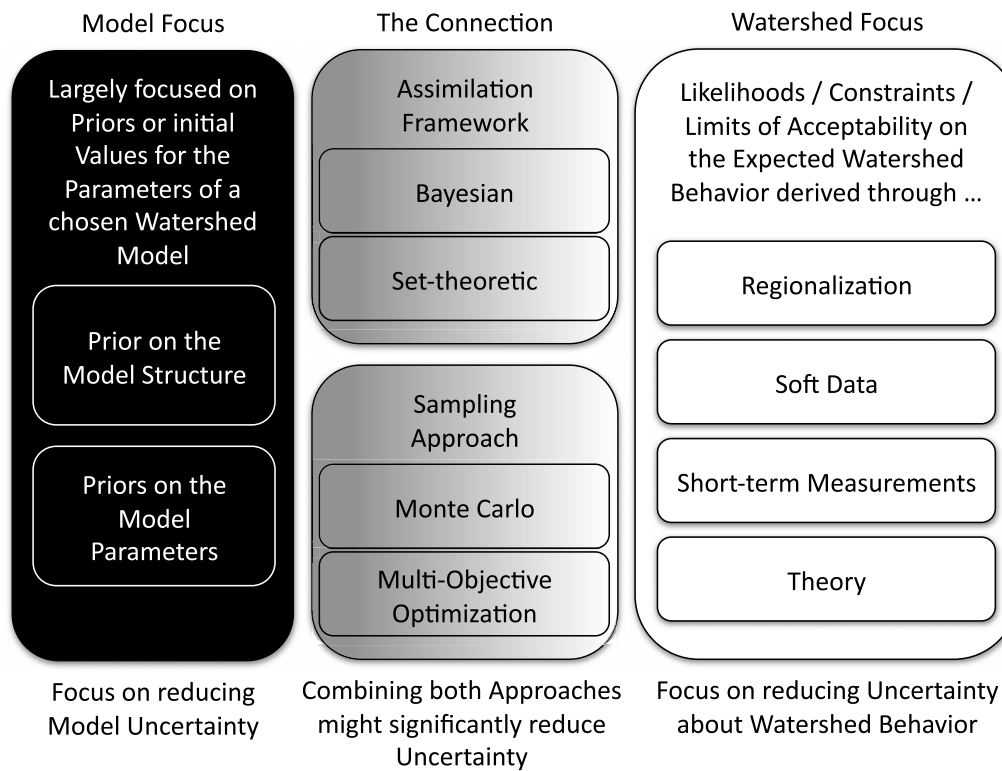 Model Focus
Largely focused on
Priors or initial
Values for the
Parameters of a
chosen Watershed
Model
Prior on the
Model Structure
Priors on the
Model
Parameters
Focus on reducing
Model Uncertainty
The Connection
Assimilation
Framework
Bayesian
Set-theoretic
Sampling
Approach
Monte Carlo
Multi-Objective
Optimization
Combining both Approaches
might significantly reduce
Uncertainty
Watershed Focus
Likelihoods / Constraints /
Limits of Acceptability on
the Expected Watershed
Behavior derived through ...
Regionalization
Soft Data
Short-term Measurements
Theory
Focus on reducing Uncertainty
about Watershed Behavior